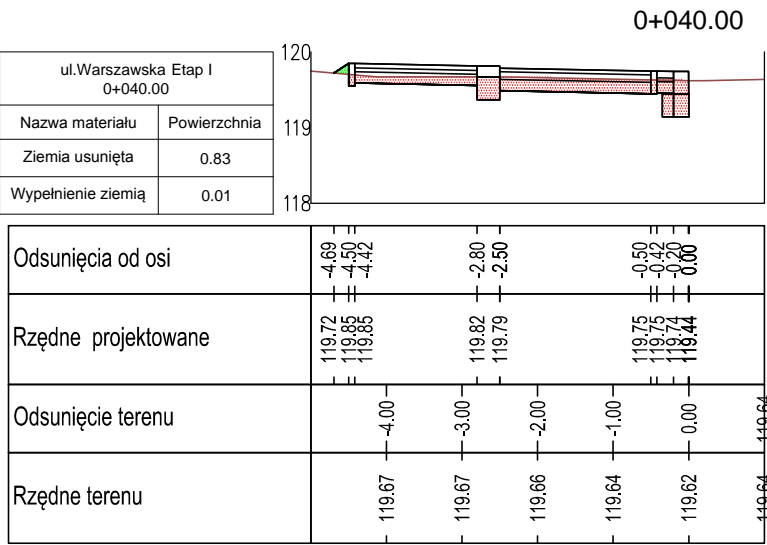 0+040.00
ul.Warszawska Etap I
0+040.00
Nazwa materiału Powierzchnia
Ziemia usunięta 0.83
Wypełnienie ziemią 0.01
120
119
118
Odsunięcia od osi -4.69 -4.50 -4.42 -2.80 -2.50 -0.50 -0.42 -0.20 0.00
Rzędne projektowane 119.72 119.85 119.85 119.82 119.79 119.75 119.75 119.74 119.44
Odsunięcie terenu -4.00 -3.00 -2.00 -1.00 0.00 119.64
Rzędne terenu 119.67 119.67 119.66 119.64 119.62 119.64